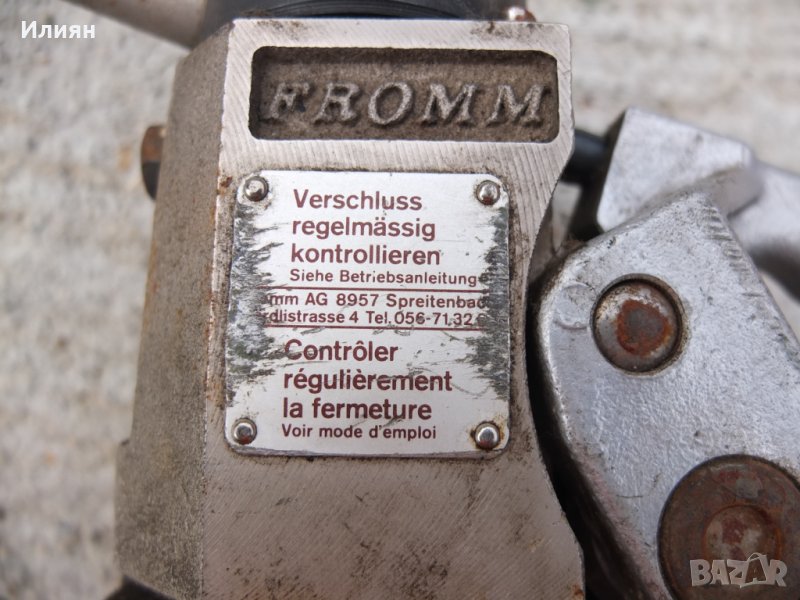 Илиян
FROMM
Verschluss
regelmässig
kontrollieren
Siehe Betriebsanleitung
mm AG 8957 Spreitenbac
dlistrasse 4 Tel. 056-71.32.
Contrôler
régulièrement
la fermeture
Voir mode d'emploi
BAZAR